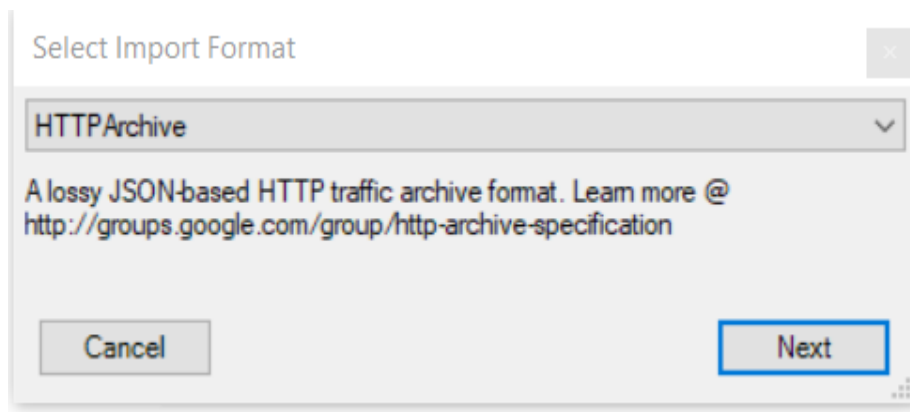 Select Import Format
HTTPArchive
A lossy JSON-based HTTP traffic archive format. Learn more @
http://groups.google.com/group/http-archive-specification
Cancel
Next